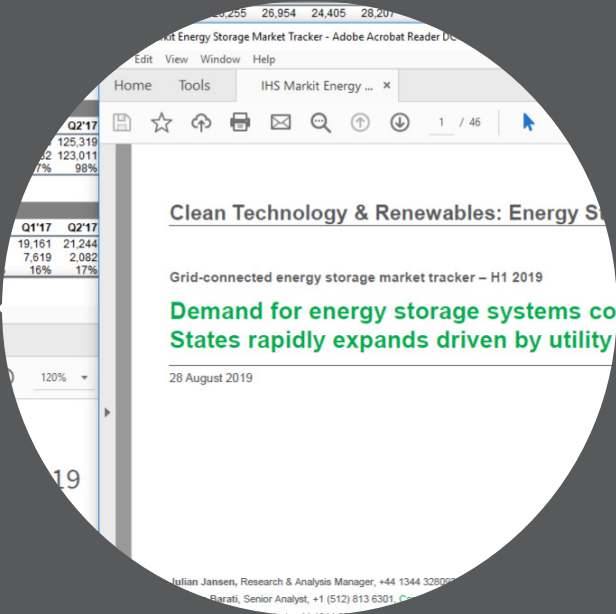 26,954 24,405 28,207
Energy Storage Market Tracker - Adobe Acrobat Reader DC
Edit View Window Help
Home Tools IHS Markit Energy ... ×
1 / 46
Q2'17
125,319
123,011
98%
Clean Technology & Renewables: Energy
Q1'17 Q2'17
19,161 21,244
7,619 2,082
16% 17%
Grid-connected energy storage market tracker – H1 2019
Demand for energy storage systems
States rapidly expands driven by utility
120%
28 August 2019
19
Julian Jansen, Research & Analysis Manager, +44 1344
Barati, Senior Analyst, +1 (512) 813 6301,